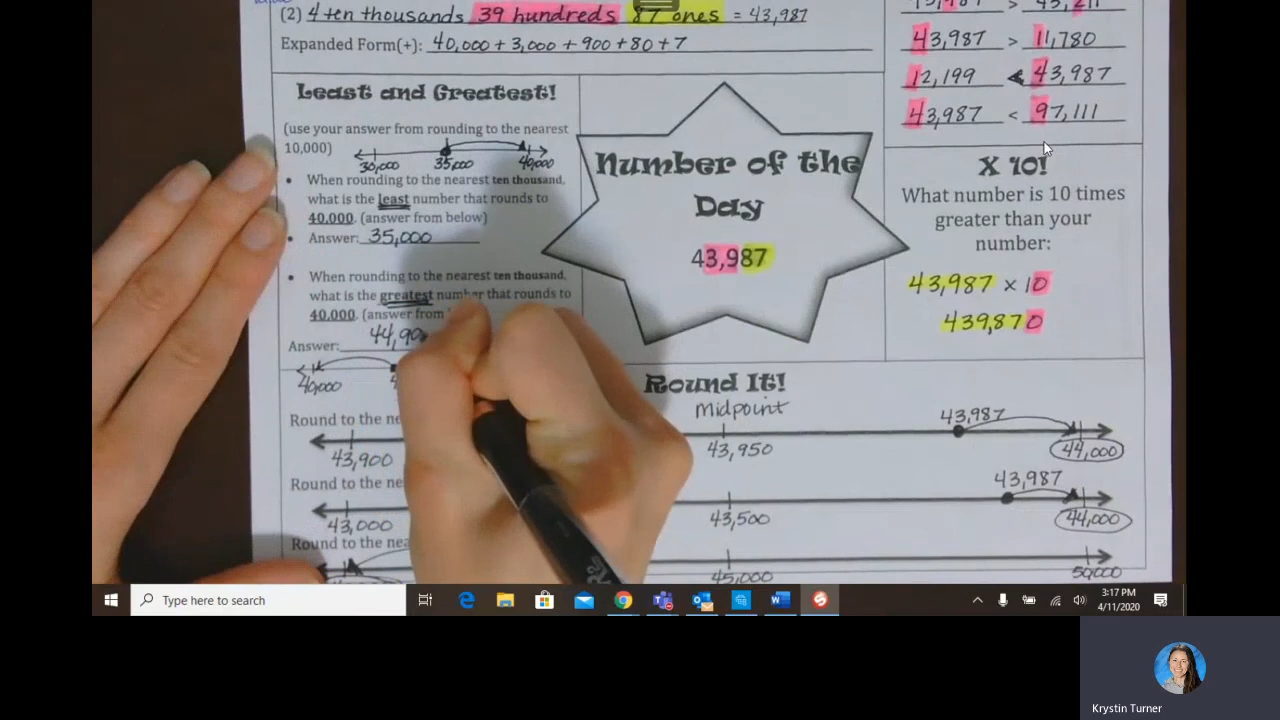 (2) 4 ten thousands 39 hundreds 87 ones = 43,987
Expanded Form(+): 40,000 + 3,000 + 900 + 80 + 7
43,987 > 11,780
12,199 < 43,987
43,987 < 97,111
Least and Greatest!
(use your answer from rounding to the nearest
10,000)
30,000 35,000 40,000
• When rounding to the nearest ten thousand,
what is the least number that rounds to
40,000. (answer from below)
• Answer: 35,000
• When rounding to the nearest ten thousand,
what is the greatest number that rounds to
40,000. (answer from
Answer: 44,99
40,000
Number of the
Day
43,987
X 10!
What number is 10 times
greater than your
number:
43,987 x 10
439,870
Round It!
midpoint
Round to the ne
43,987
43,900 43,950 44,000
Round to the ne
43,987
43,000 43,500 44,000
Round to the nea
45,000 50,000
Type here to search
3:17 PM
4/11/2020
Krystin Turner